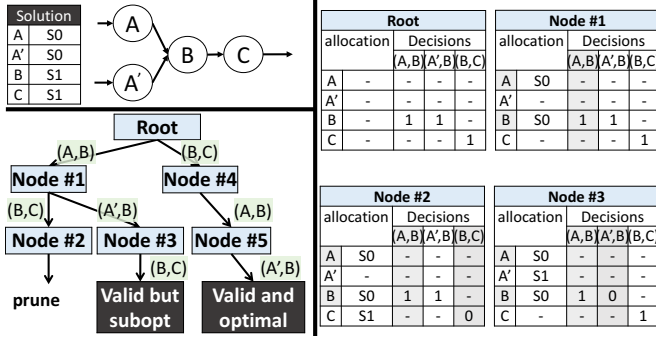 Solution
A S0
A' S0
B S1
C S1
A
A'
B
C
Root
(A,B)
(B,C)
Node #1
Node #4
(B,C)
(A',B)
(A,B)
Node #2
Node #3
Node #5
(B,C)
(A',B)
prune
Valid but subopt
Valid and optimal
Root
allocation Decisions
(A,B) (A',B) (B,C)
A - - - -
A' - - - -
B - 1 1 -
C - - - 1
Node #1
allocation Decisions
(A,B) (A',B) (B,C)
A S0 - - -
A' - - - -
B S0 1 1 -
C - - - 1
Node #2
allocation Decisions
(A,B) (A',B) (B,C)
A S0 - - -
A' - - - -
B S0 1 1 -
C S1 - - 0
Node #3
allocation Decisions
(A,B) (A',B) (B,C)
A S0 - - -
A' S1 - - -
B S0 1 0 -
C - - - 1